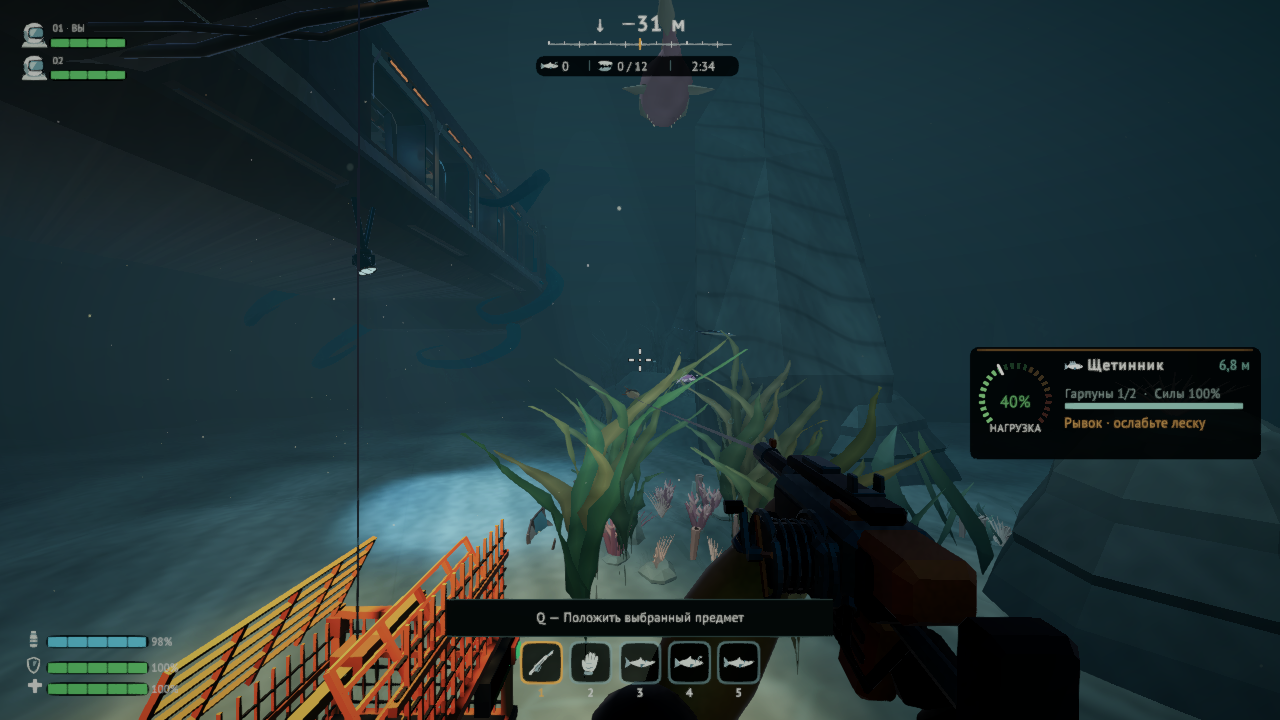 01 · ВЫ
02
−31 м
0
0 / 12
2:34
Щетинник
6,8 м
40%
НАГРУЗКА
Гарпуны 1/2 · Силы 100%
Рывок · ослабьте леску
Q — Положить выбранный предмет
98%
100%
100%
1
2
3
4
5